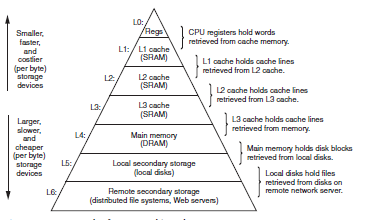 L0:
Regs
CPU registers hold words
retrieved from cache memory.
Smaller,
faster,
and
costlier
(per byte)
storage
devices
L1:
L1 cache
(SRAM)
L1 cache holds cache lines
retrieved from L2 cache.
L2:
L2 cache
(SRAM)
L2 cache holds cache lines
retrieved from L3 cache.
L3:
L3 cache
(SRAM)
L3 cache holds cache lines
retrieved from memory.
Larger,
slower,
and
cheaper
(per byte)
storage
devices
L4:
Main memory
(DRAM)
Main memory holds disk blocks
retrieved from local disks.
L5:
Local secondary storage
(local disks)
Local disks hold files
retrieved from disks on
remote network server.
L6:
Remote secondary storage
(distributed file systems, Web servers)